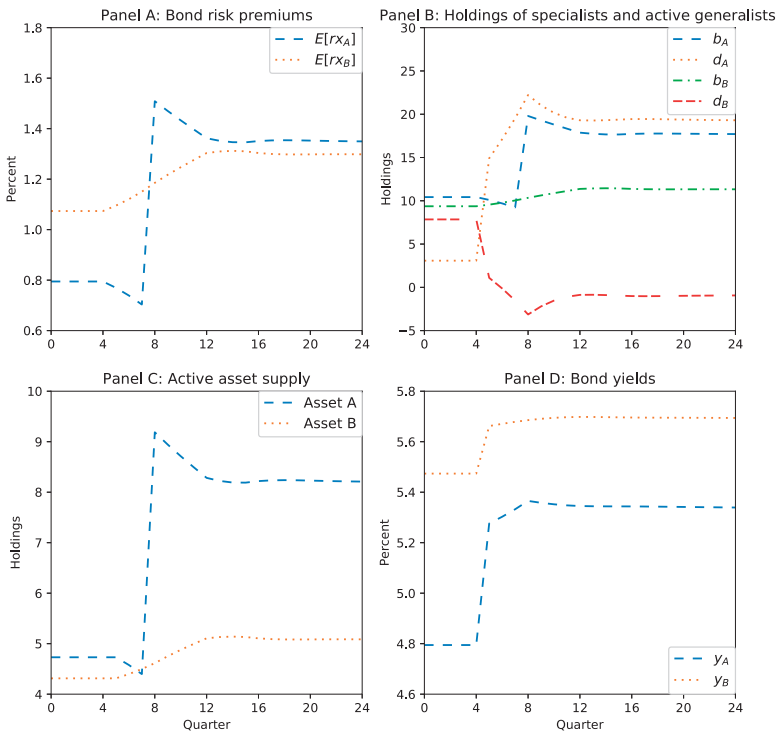 Panel A: Bond risk premiums
Percent
1.8
1.6
1.4
1.2
1.0
0.8
0.6
E[rx_A]
E[rx_B]
0 4 8 12 16 20 24
Panel B: Holdings of specialists and active generalists
Holdings
30
25
20
15
10
5
0
−5
b_A
d_A
b_B
d_B
0 4 8 12 16 20 24
Panel C: Active asset supply
Holdings
10
9
8
7
6
5
4
Asset A
Asset B
0 4 8 12 16 20 24
Quarter
Panel D: Bond yields
Percent
5.8
5.6
5.4
5.2
5.0
4.8
4.6
y_A
y_B
0 4 8 12 16 20 24
Quarter